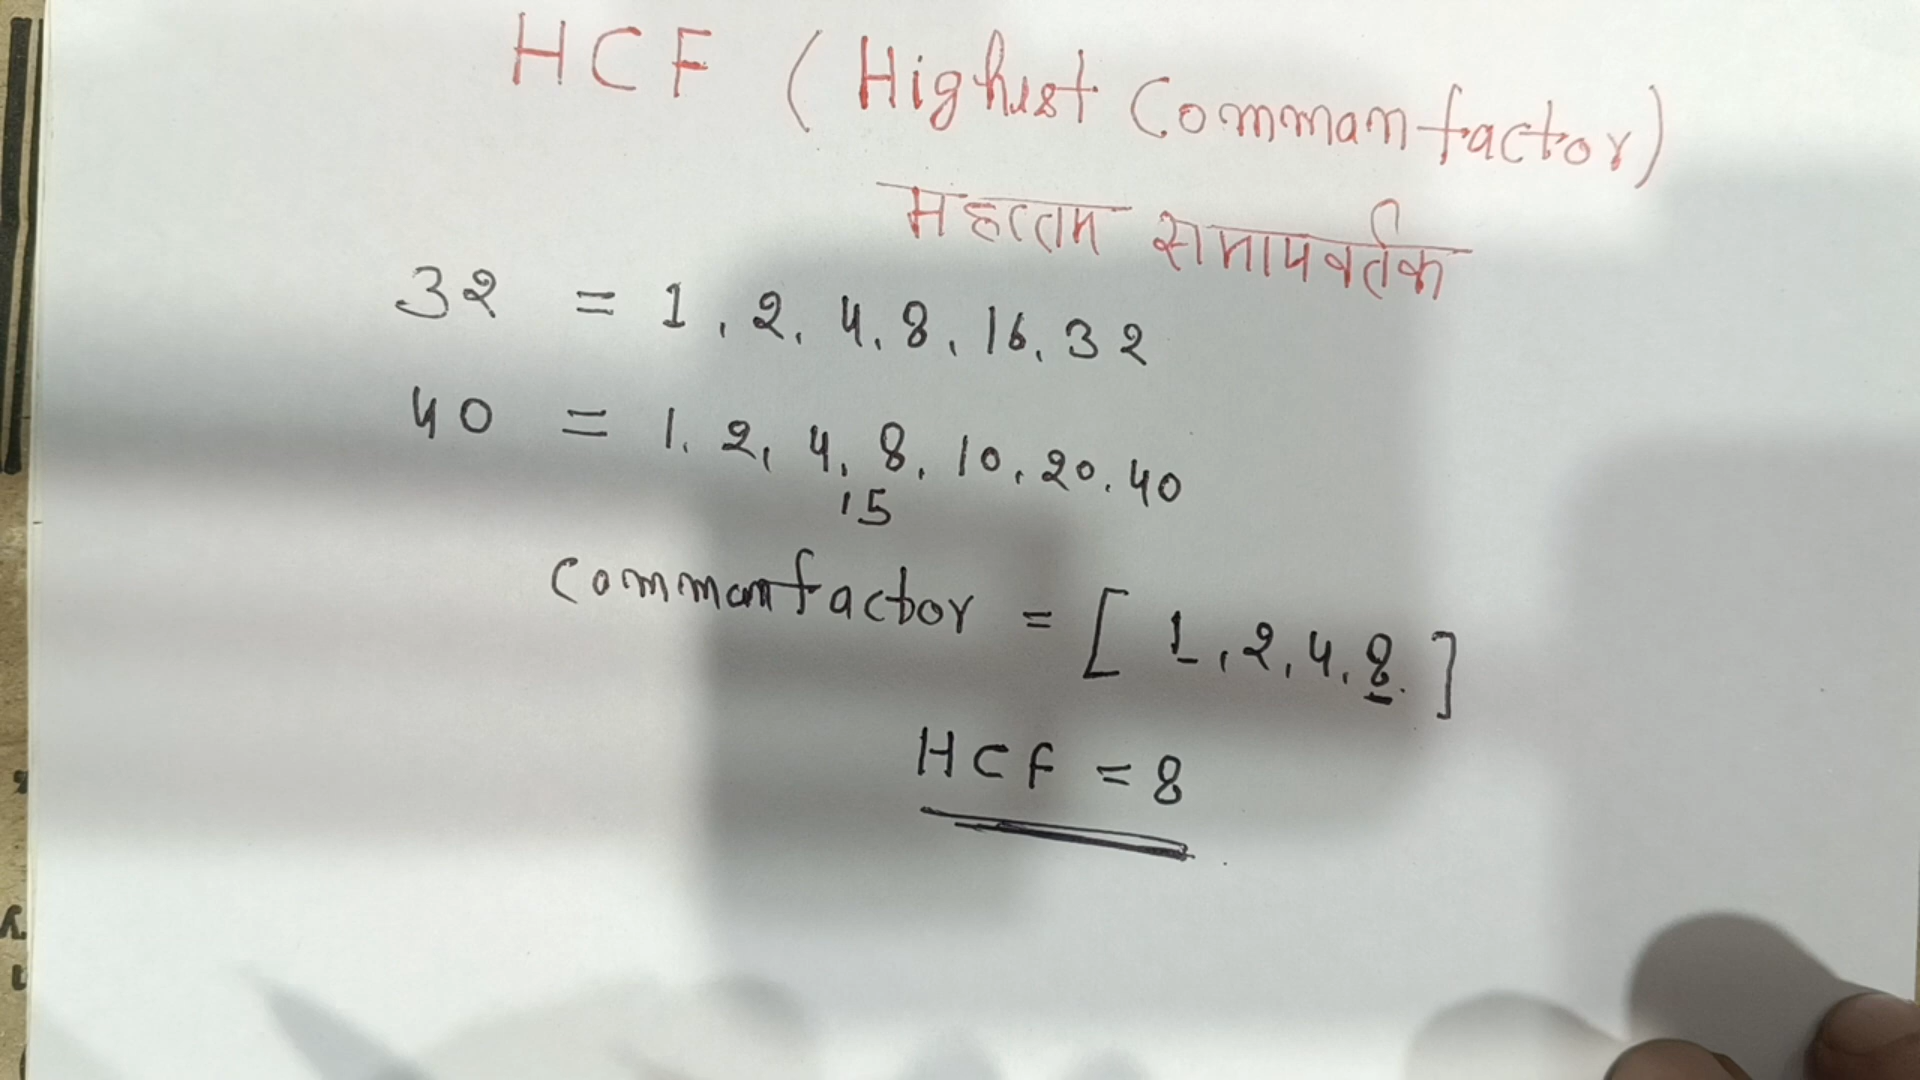 HCF (Highest Comman factor)
महत्तम समापवर्तक
32 = 1, 2, 4, 8, 16, 32
40 = 1, 2, 4, 8, 10, 20, 40
,5
Comman factor = [ 1, 2, 4, 8. ]
HCF = 8